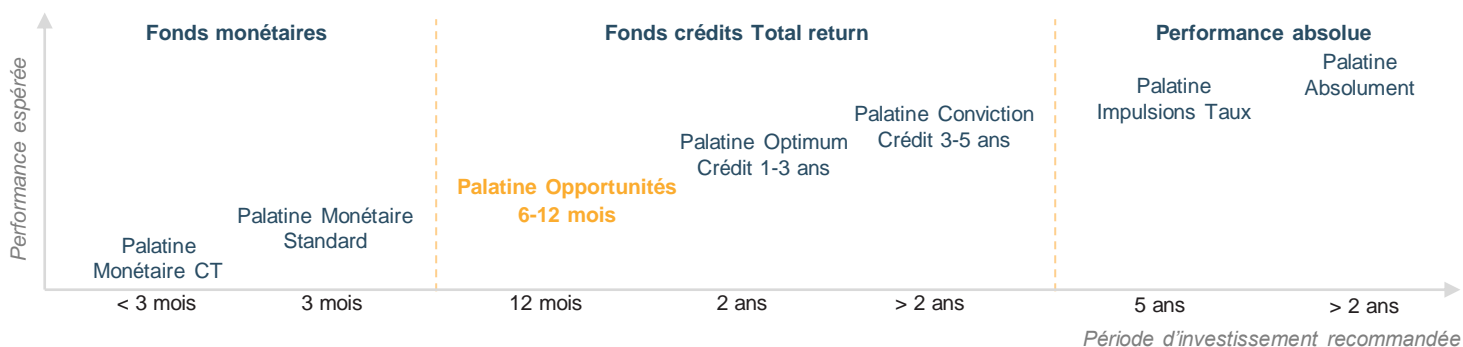 Fonds monétaires
Fonds crédits Total return
Performance absolue
Performance espérée
Palatine
Monétaire CT
Palatine Monétaire
Standard
Palatine Opportunités
6-12 mois
Palatine Optimum
Crédit 1-3 ans
Palatine Conviction
Crédit 3-5 ans
Palatine
Impulsions Taux
Palatine
Absolument
< 3 mois
3 mois
12 mois
2 ans
> 2 ans
5 ans
> 2 ans
Période d’investissement recommandée